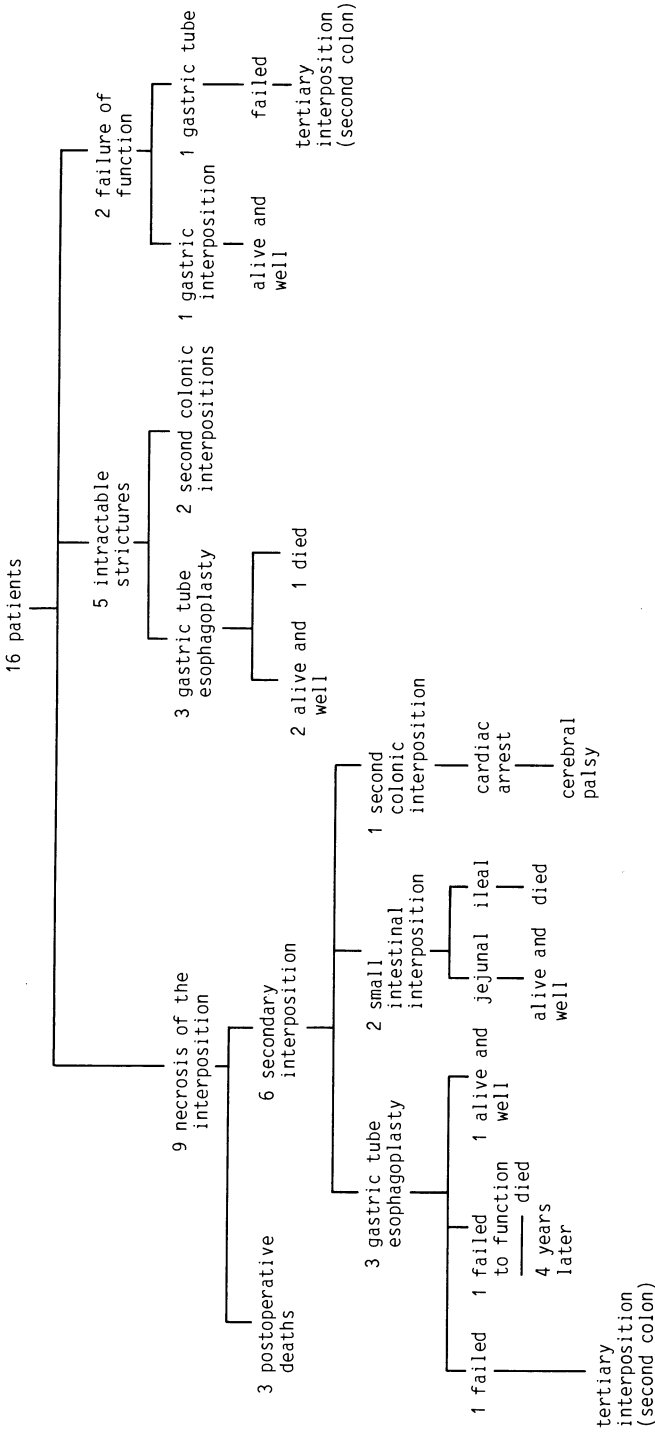 16 patients
9 necrosis of the
interposition
3 postoperative
deaths
6 secondary
interposition
3 gastric tube
esophagoplasty
1 failed
tertiary
interposition
(second colon)
1 failed
to function
died
4 years
later
1 alive and
well
2 small
intestinal
interposition
jejunal
alive and
well
ileal
died
1 second
colonic
interposition
cardiac
arrest
cerebral
palsy
5 intractable
strictures
3 gastric tube
esophagoplasty
2 alive and
well
1 died
2 second colonic
interpositions
2 failure of
function
1 gastric
interposition
alive and
well
1 gastric tube
failed
tertiary
interposition
(second colon)